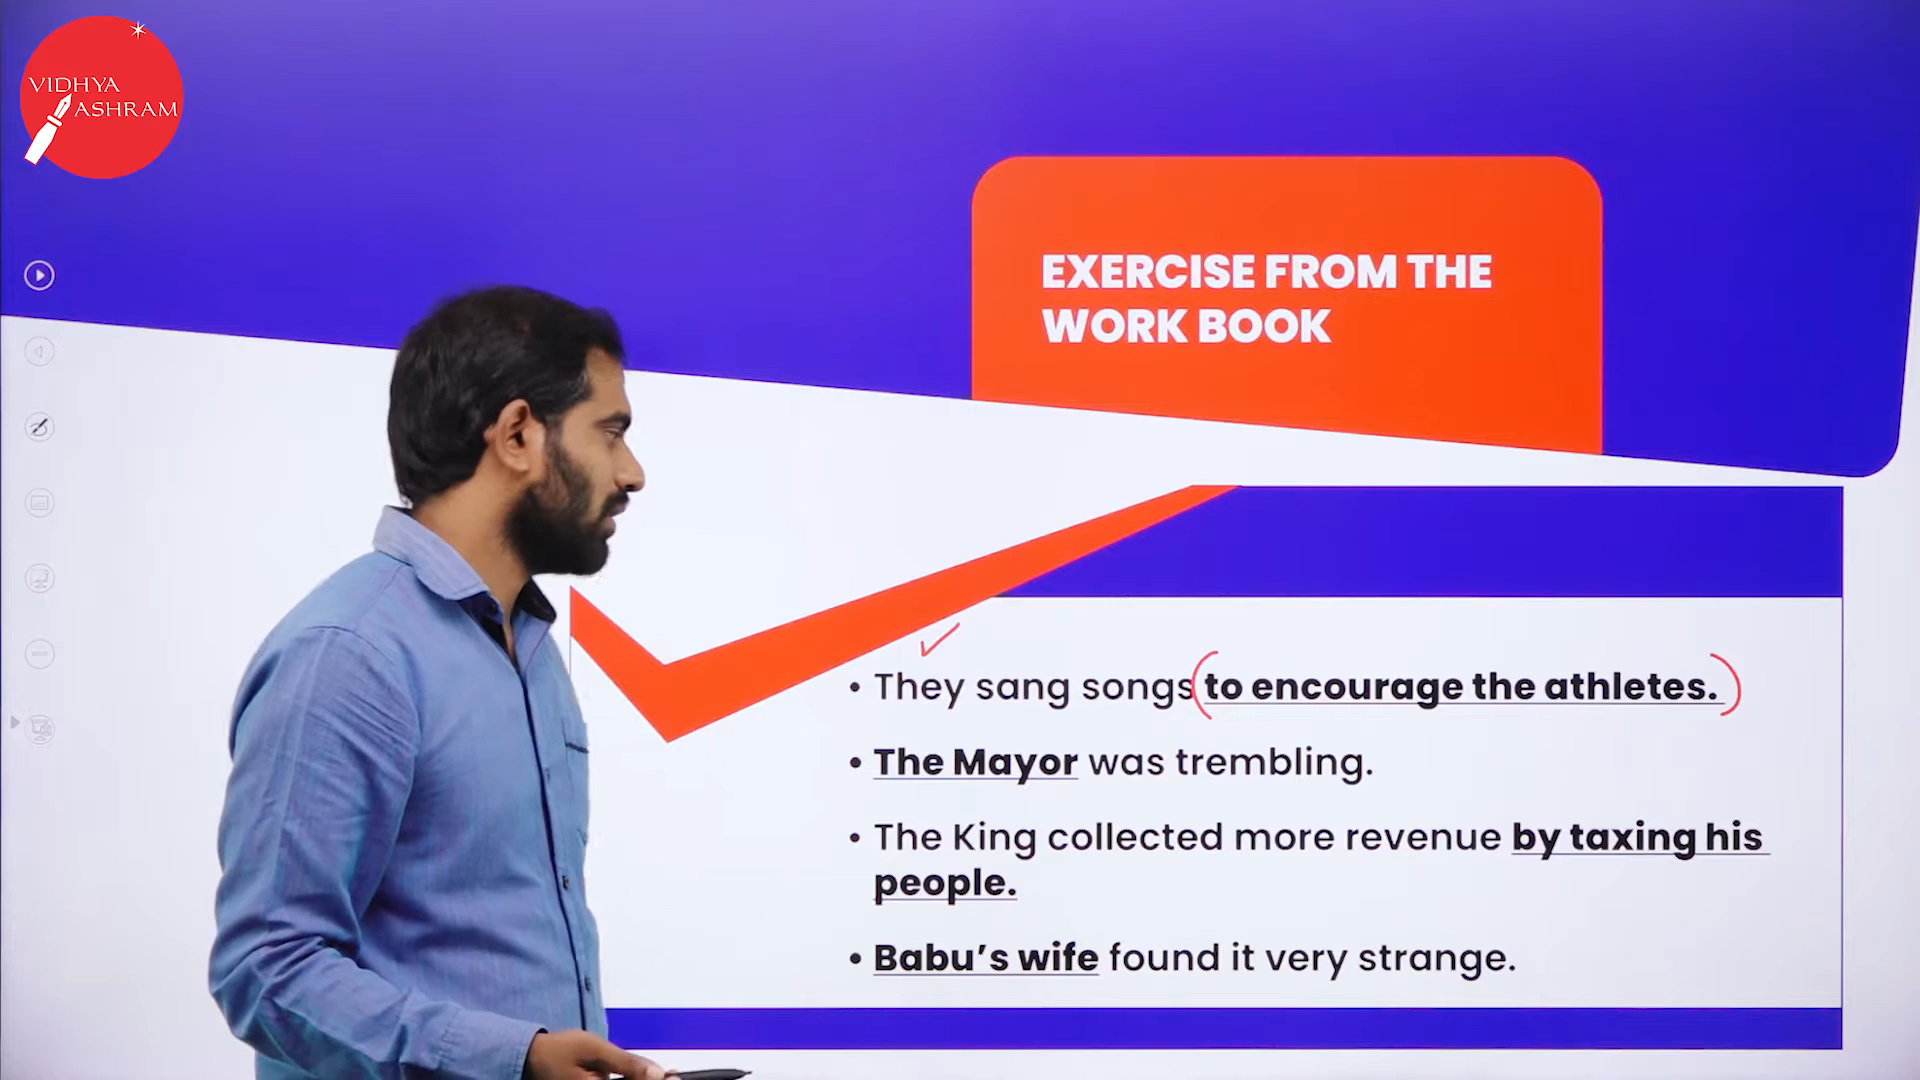 VIDHYA
ASHRAM
EXERCISE FROM THE
WORK BOOK
• They sang songs to encourage the athletes.
• The Mayor was trembling.
• The King collected more revenue by taxing his
people.
• Babu's wife found it very strange.